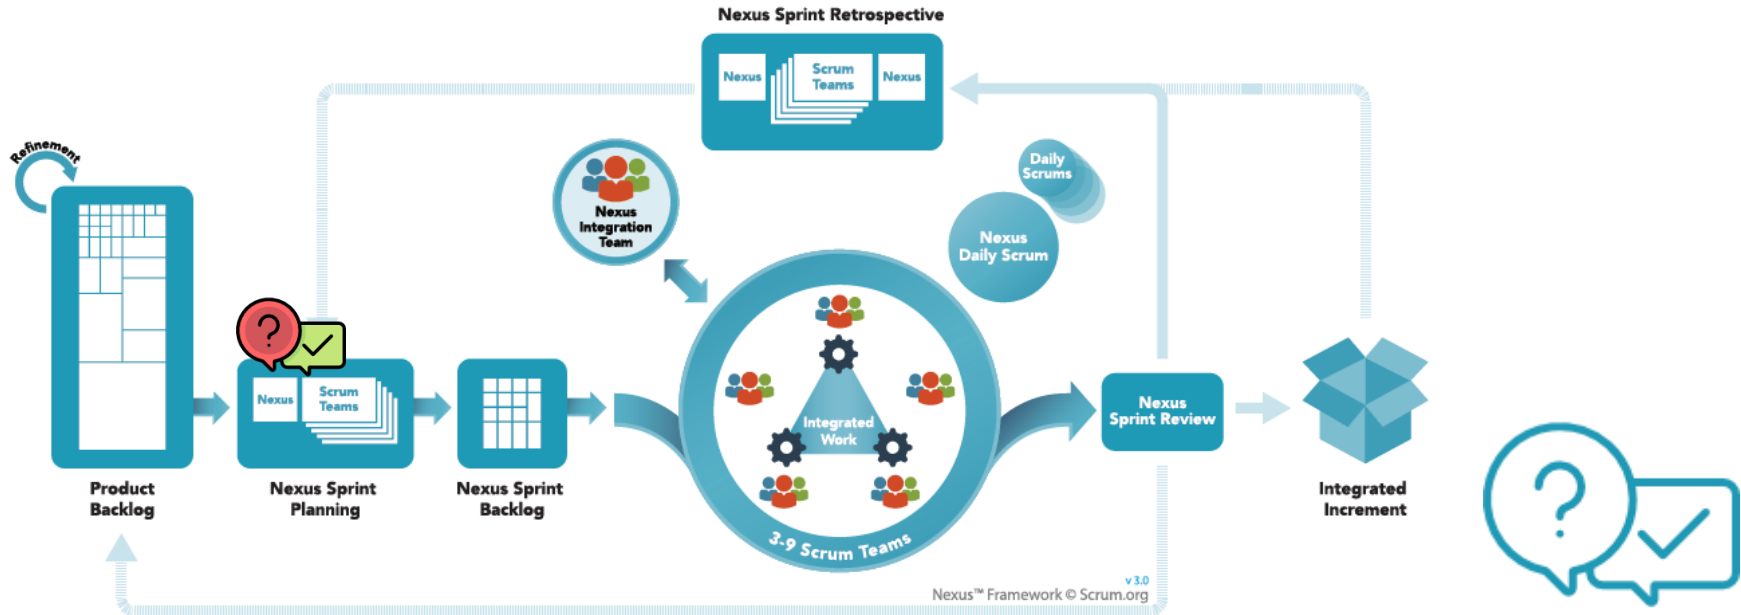 Nexus Sprint Retrospective
Nexus
Scrum
Teams
Nexus
Refinement
Daily
Scrums
Nexus
Integration
Team
Nexus
Daily Scrum
?
Nexus
Scrum
Teams
Integrated
Work
Nexus
Sprint Review
?
Product
Backlog
Nexus Sprint
Planning
Nexus Sprint
Backlog
Integrated
Increment
3-9 Scrum Teams
v 3.0
Nexus™ Framework © Scrum.org